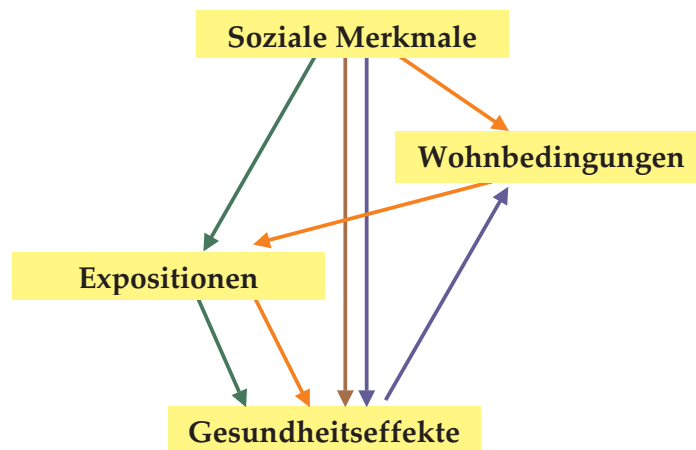 Soziale Merkmale
Wohnbedingungen
Expositionen
Gesundheitseffekte